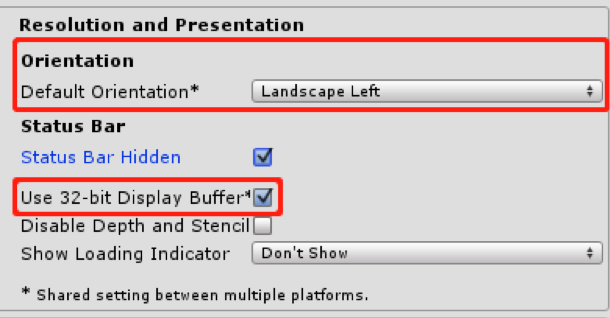 Resolution and Presentation
Orientation
Default Orientation* Landscape Left
Status Bar
Status Bar Hidden
Use 32-bit Display Buffer*
Disable Depth and Stencil
Show Loading Indicator Don't Show
* Shared setting between multiple platforms.